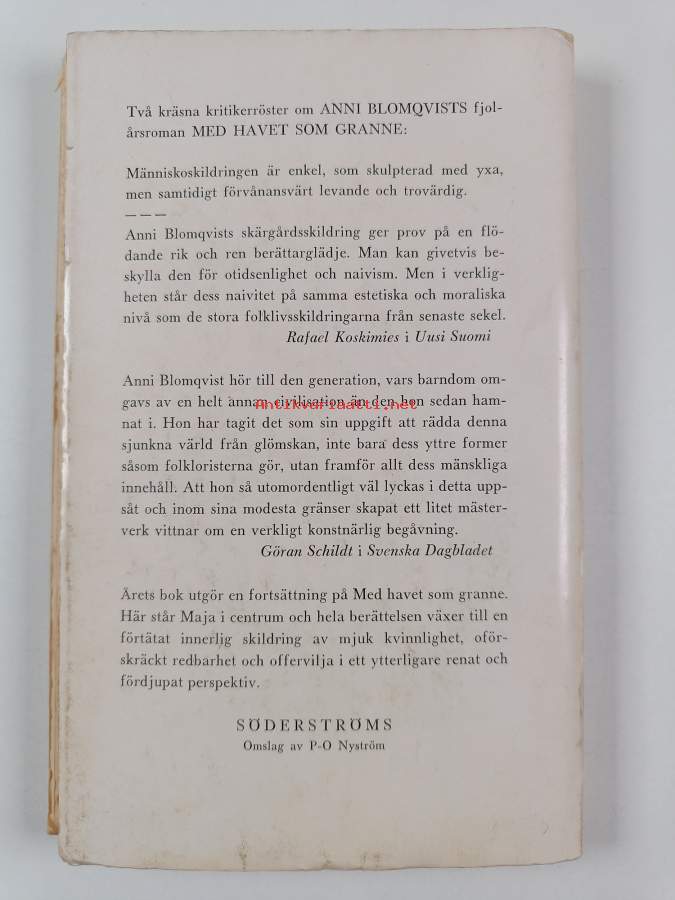 Två kräsna kritikerröster om ANNI BLOMQVISTS fjol-
årsroman MED HAVET SOM GRANNE:
Människoskildringen är enkel, som skulpterad med yxa,
men samtidigt förvånansvärt levande och trovärdig.
———
Anni Blomqvists skärgårdsskildring ger prov på en flö-
dande rik och ren berättarglädje. Man kan givetvis be-
skylla den för otidsenlighet och naivism. Men i verklig-
heten står dess naivitet på samma estetiska och moraliska
nivå som de stora folklivsskildringarna från senaste sekel.
Rafael Koskimies i Uusi Suomi
Anni Blomqvist hör till den generation, vars barndom om-
gavs av en helt annan civilisation än den hon sedan ham-
Antikvariaatti.net
nat i. Hon har tagit det som sin uppgift att rädda denna
sjunkna värld från glömskan, inte bara dess yttre former
såsom folkloristerna gör, utan framför allt dess mänskliga
innehåll. Att hon så utomordentligt väl lyckas i detta upp-
såt och inom sina modesta gränser skapat ett litet mäster-
verk vittnar om en verkligt konstnärlig begåvning.
Göran Schildt i Svenska Dagbladet
Årets bok utgör en fortsättning på Med havet som granne.
Här står Maja i centrum och hela berättelsen växer till en
förtätat innerlig skildring av mjuk kvinnlighet, oför-
skräckt redbarhet och offervilja i ett ytterligare renat och
fördjupat perspektiv.
SÖDERSTRÖMS
Omslag av P-O Nyström